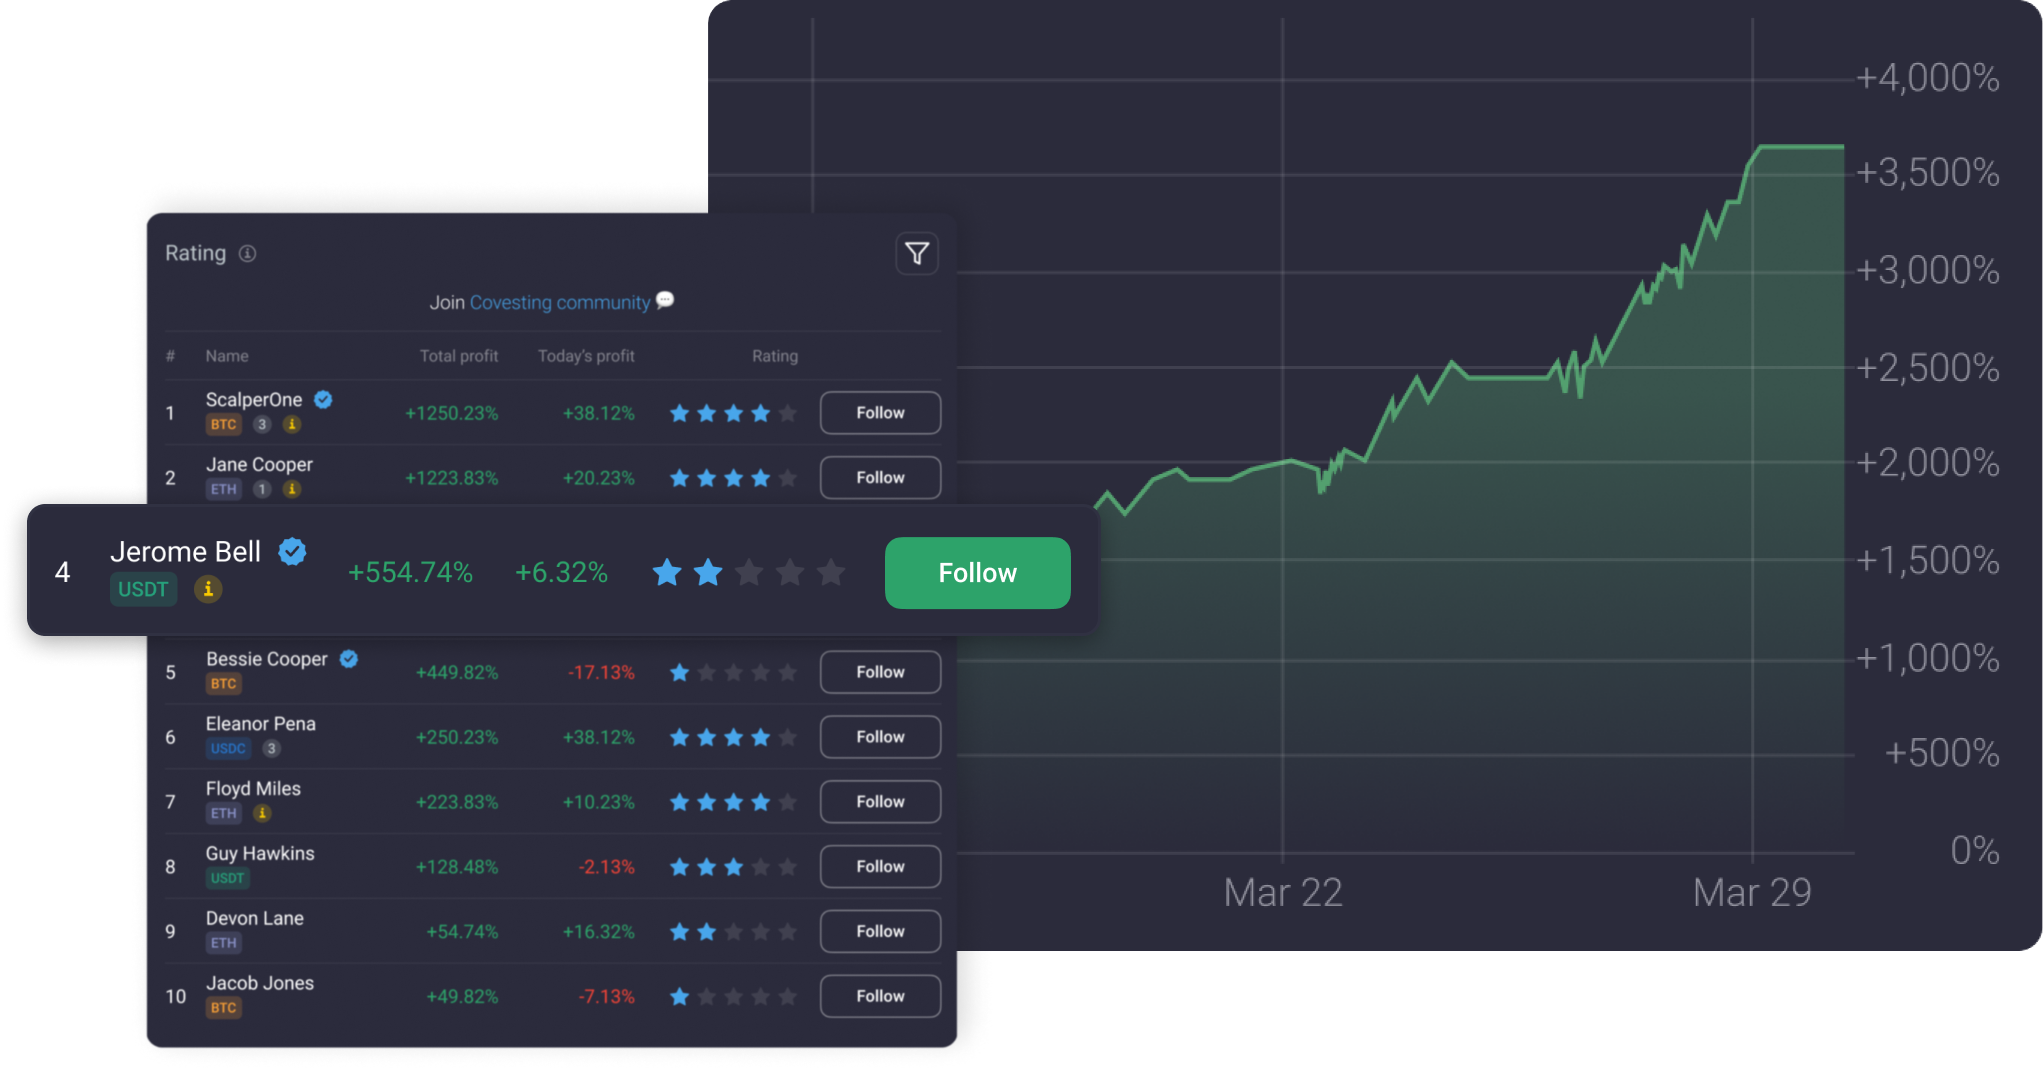 Rating
Join Covesting community
# Name Total profit Today's profit Rating
1 ScalperOne +1250.23% +38.12% Follow
BTC 3
2 Jane Cooper +1223.83% +20.23% Follow
ETH 1
4 Jerome Bell +554.74% +6.32% Follow
USDT
5 Bessie Cooper +449.82% -17.13% Follow
BTC
6 Eleanor Pena +250.23% +38.12% Follow
USDC 3
7 Floyd Miles +223.83% +10.23% Follow
ETH
8 Guy Hawkins +128.48% -2.13% Follow
USDT
9 Devon Lane +54.74% +16.32% Follow
ETH
10 Jacob Jones +49.82% -7.13% Follow
BTC
+4,000%
+3,500%
+3,000%
+2,500%
+2,000%
+1,500%
+1,000%
+500%
0%
Mar 22 Mar 29